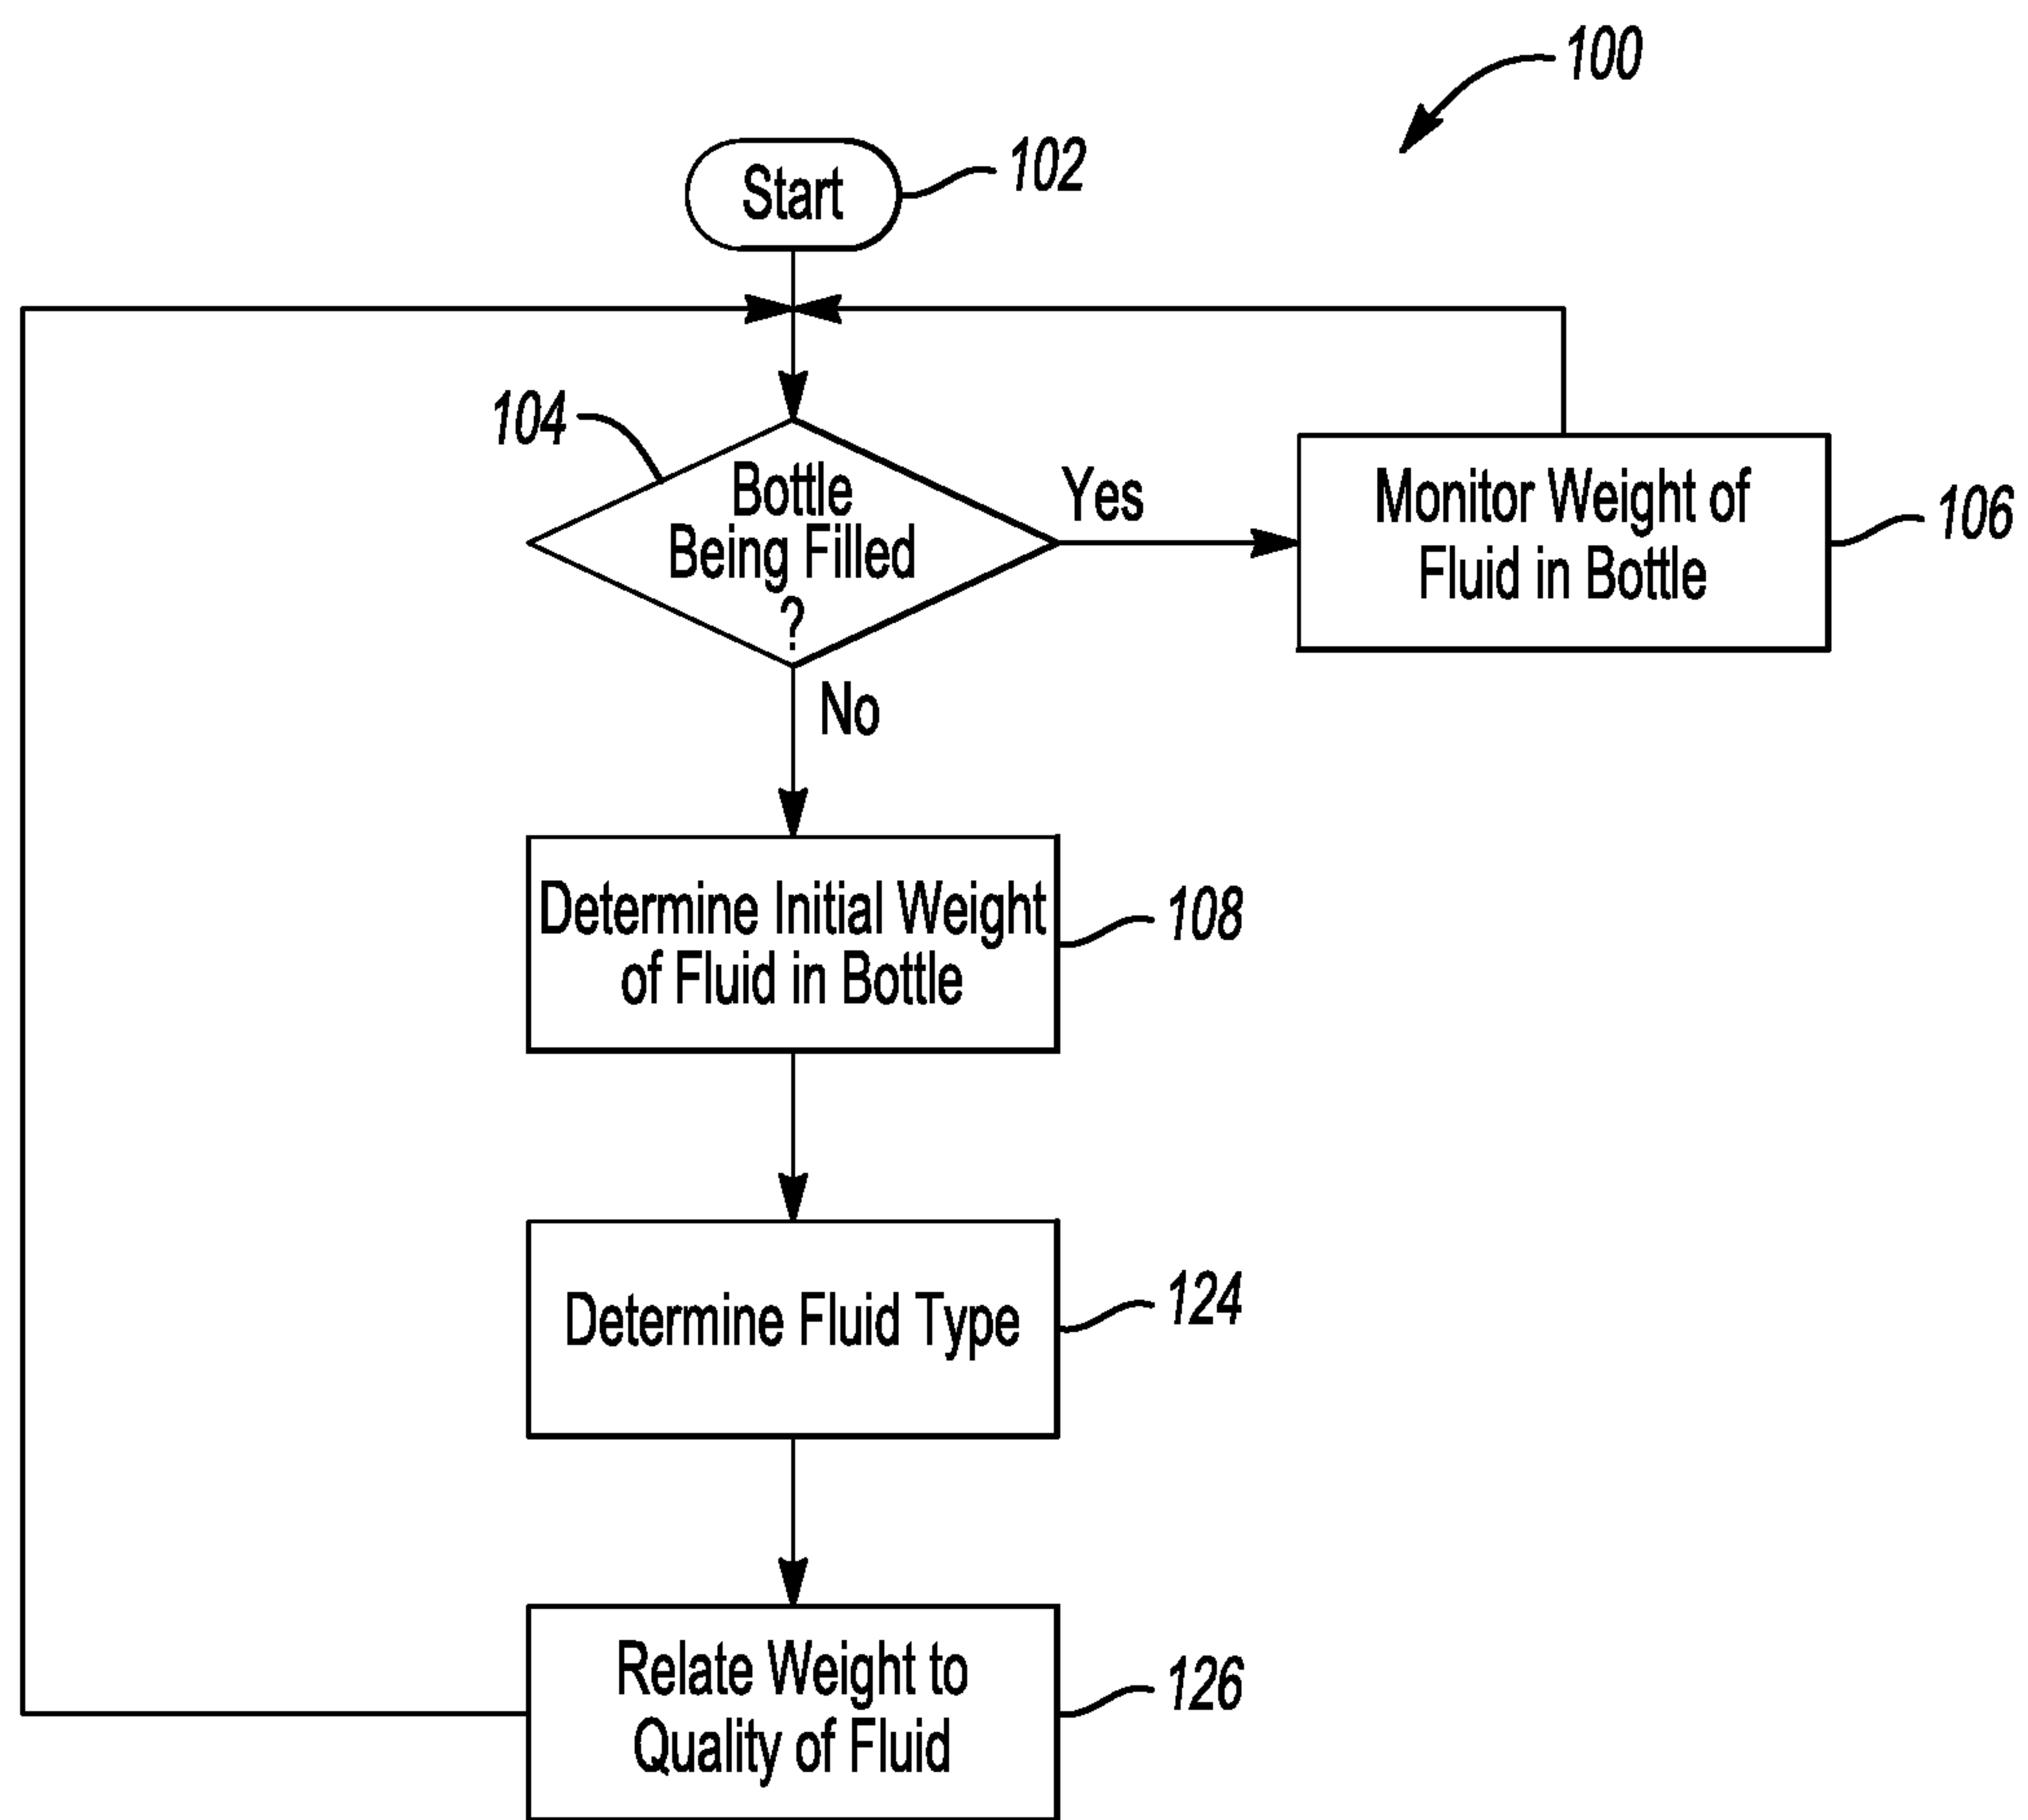 100
Start
102
104
Bottle
Being Filled
?
Yes
Monitor Weight of
Fluid in Bottle
106
No
Determine Initial Weight
of Fluid in Bottle
108
Determine Fluid Type
124
Relate Weight to
Quality of Fluid
126